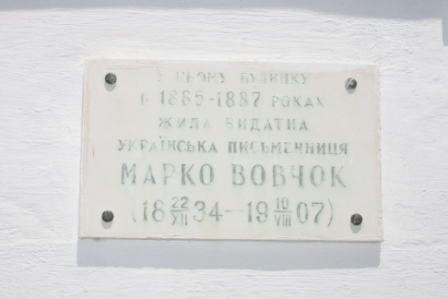 У ЦЬОМУ БУДИНКУ
В 1885-1887 РОКАХ
ЖИЛА ВИДАТНА
УКРАЇНСЬКА ПИСЬМЕННИЦЯ
МАРКО ВОВЧОК
(18 22/XII 34—19 10/VIII 07)